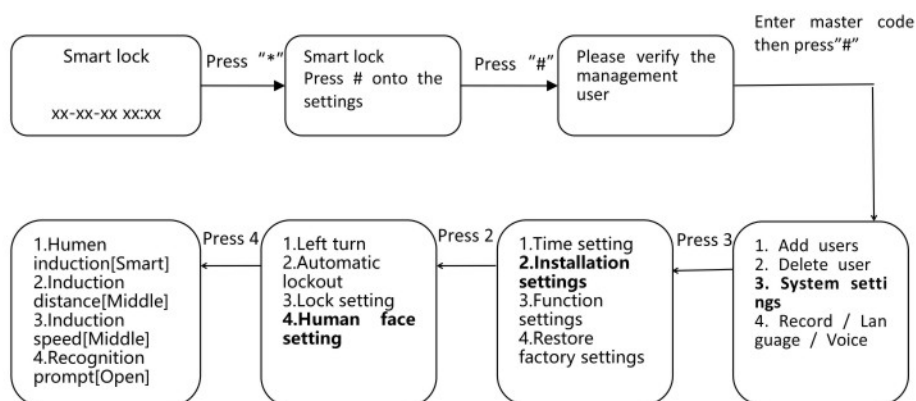 Smart lock
xx-xx-xx xx:xx
Press "*"
Smart lock
Press # onto the
settings
Press "#"
Please verify the
management
user
Enter master code
then press"#"
1. Add users
2. Delete user
3. System setti
ngs
4. Record / Lan
guage / Voice
Press 3
1.Time setting
2.Installation
settings
3.Function
settings
4.Restore
factory settings
Press 2
1.Left turn
2.Automatic
lockout
3.Lock setting
4.Human face
setting
Press 4
1.Humen
induction[Smart]
2.Induction
distance[Middle]
3.Induction
speed[Middle]
4.Recognition
prompt[Open]